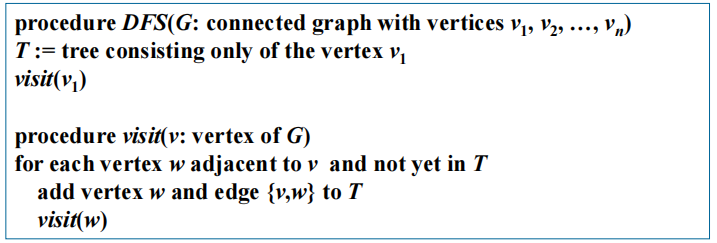 procedure DFS(G: connected graph with vertices v1, v2, …, vn)
T := tree consisting only of the vertex v1
visit(v1)
procedure visit(v: vertex of G)
for each vertex w adjacent to v and not yet in T
add vertex w and edge {v,w} to T
visit(w)